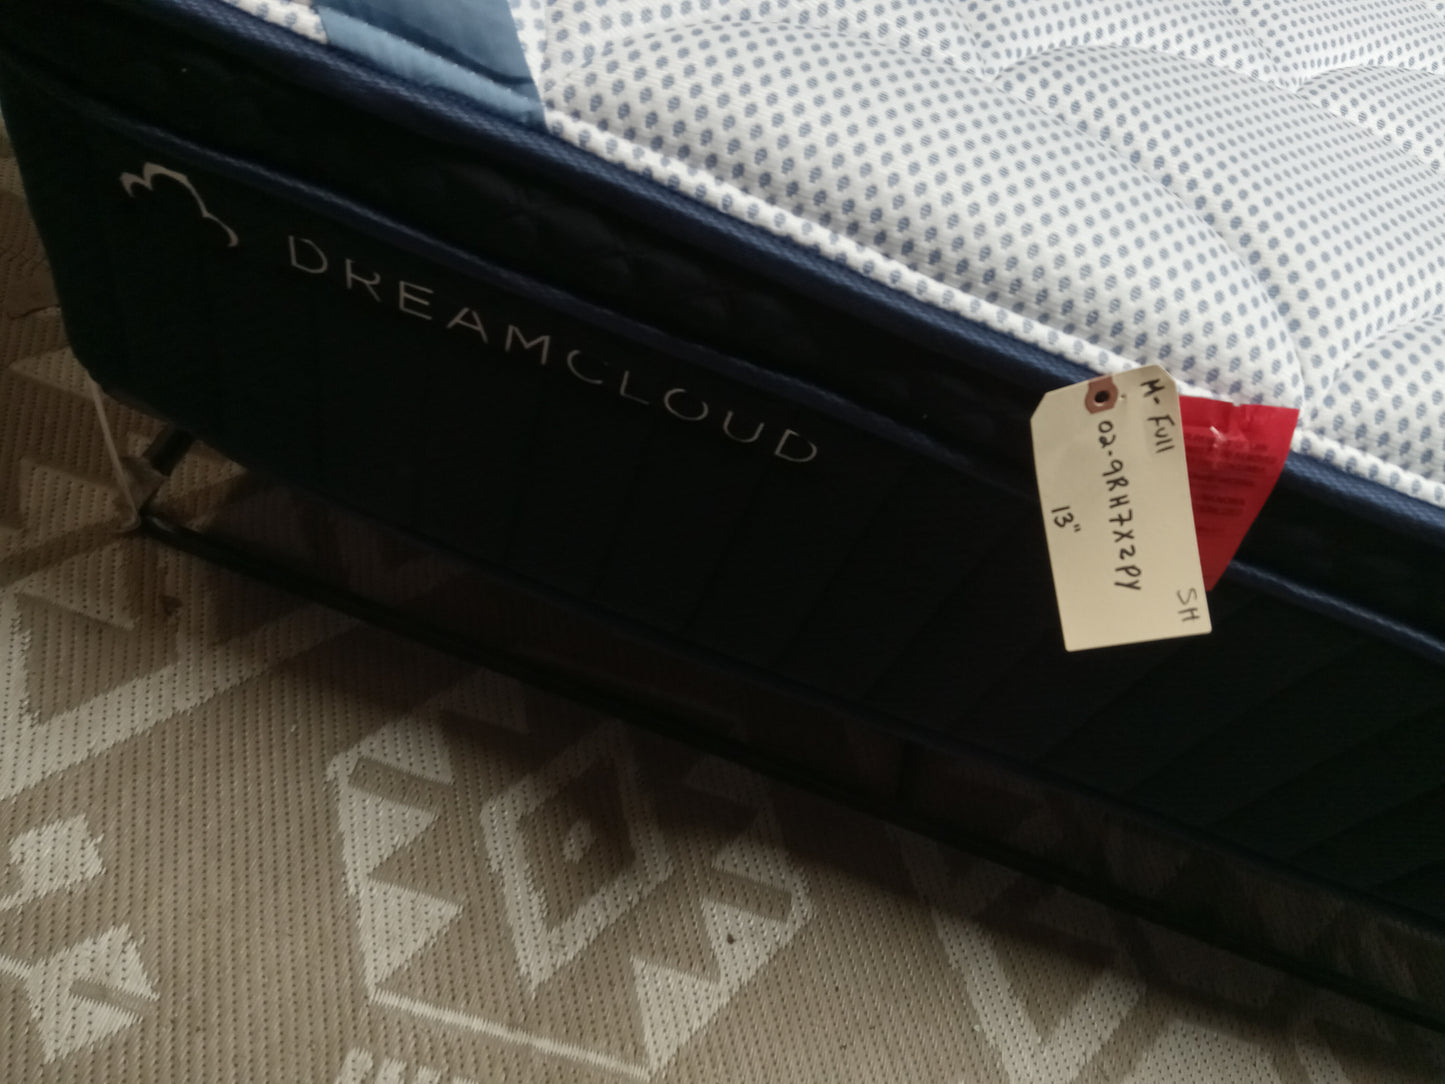 DREAMCLOUD
M- Full
02-9RH7X2PY
13"
SH